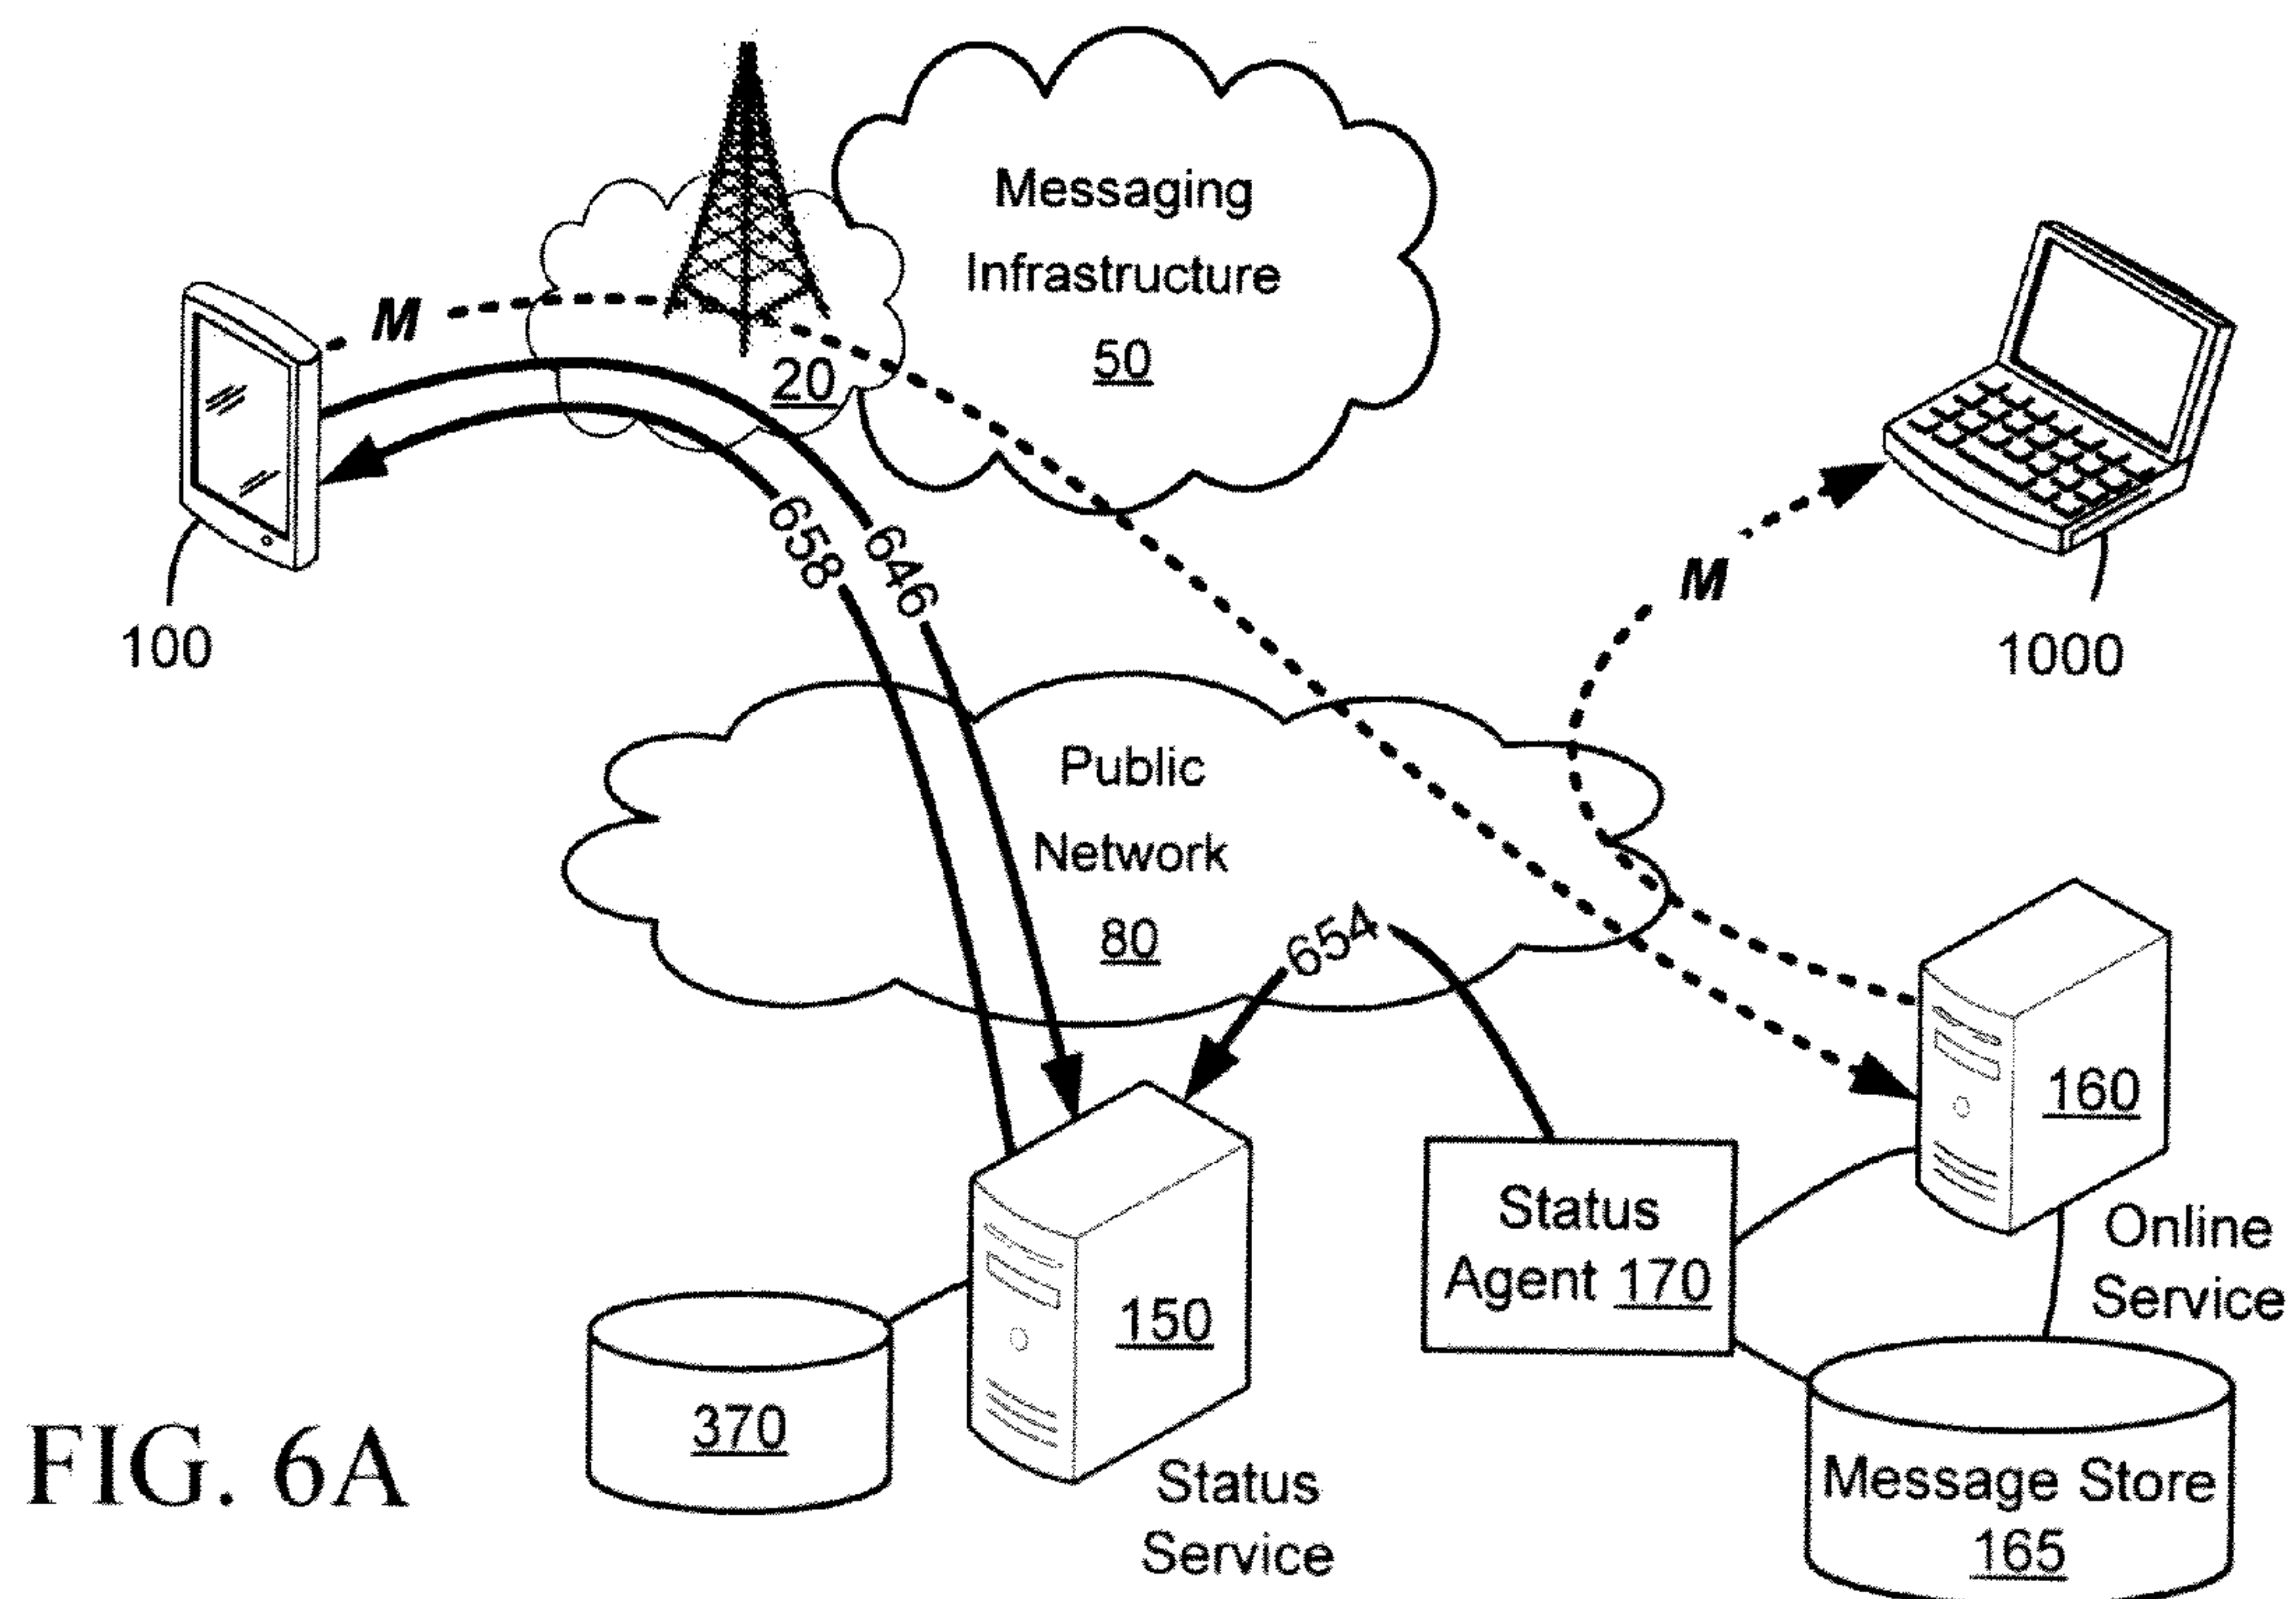 Messaging
Infrastructure
50
M
20
100
658
646
M
1000
Public
Network
80
654
160
Online
Service
Status
Agent 170
150
370
Status
Service
Message Store
165
FIG. 6A